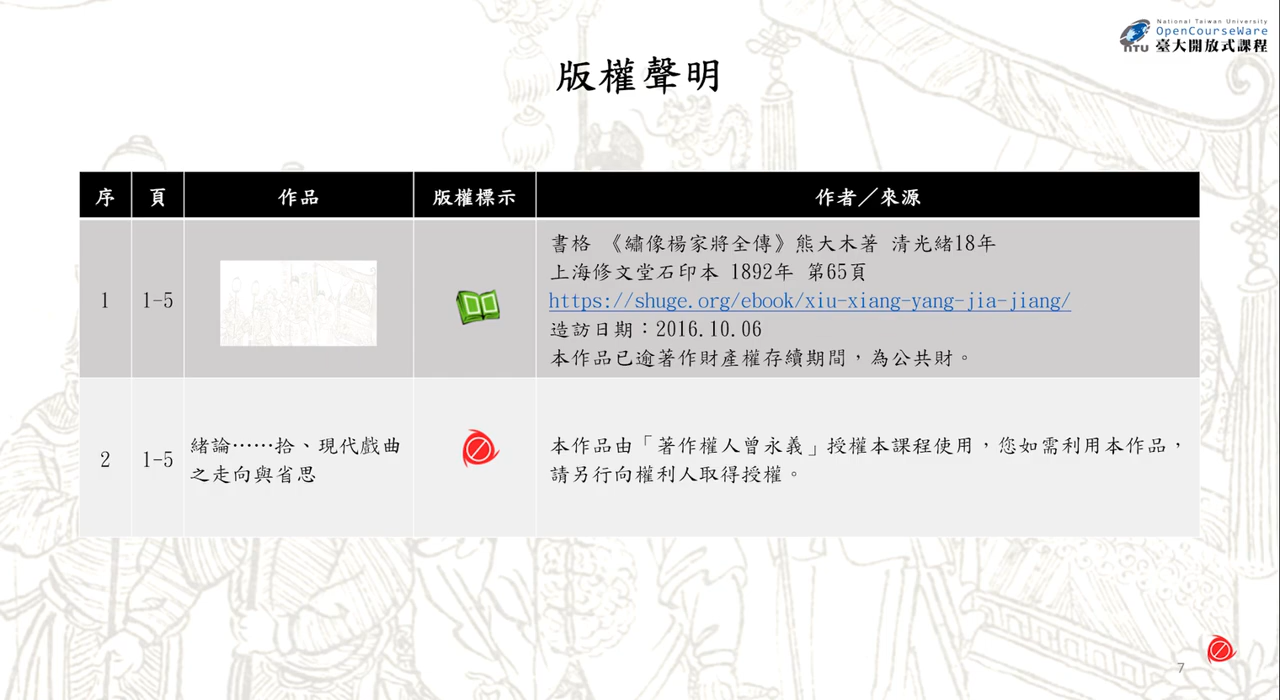 National Taiwan University
OpenCourseWare
NTU 臺大開放式課程
版權聲明
序 頁 作品 版權標示 作者／來源
1 1-5
書格 《繡像楊家將全傳》熊大木著 清光緒18年
上海修文堂石印本 1892年 第65頁
https://shuge.org/ebook/xiu-xiang-yang-jia-jiang/
造訪日期：2016.10.06
本作品已逾著作財產權存續期間，為公共財。
2 1-5
緒論……拾、現代戲曲
之走向與省思
本作品由「著作權人曾永義」授權本課程使用，您如需利用本作品，
請另行向權利人取得授權。
7